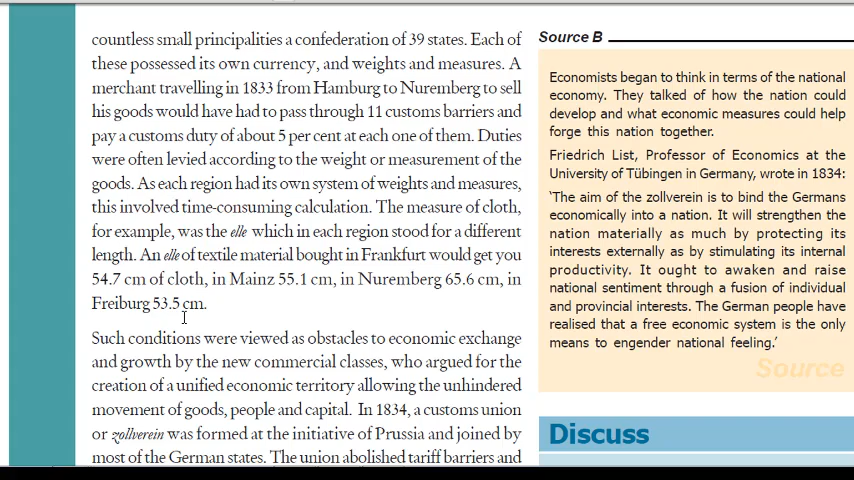 countless small principalities a confederation of 39 states. Each of
these possessed its own currency, and weights and measures. A
merchant travelling in 1833 from Hamburg to Nuremberg to sell
his goods would have had to pass through 11 customs barriers and
pay a customs duty of about 5 per cent at each one of them. Duties
were often levied according to the weight or measurement of the
goods. As each region had its own system of weights and measures,
this involved time-consuming calculation. The measure of cloth,
for example, was the elle which in each region stood for a different
length. An elle of textile material bought in Frankfurt would get you
54.7 cm of cloth, in Mainz 55.1 cm, in Nuremberg 65.6 cm, in
Freiburg 53.5 cm.
Such conditions were viewed as obstacles to economic exchange
and growth by the new commercial classes, who argued for the
creation of a unified economic territory allowing the unhindered
movement of goods, people and capital. In 1834, a customs union
or zollverein was formed at the initiative of Prussia and joined by
most of the German states. The union abolished tariff barriers and
Source B
Economists began to think in terms of the national
economy. They talked of how the nation could
develop and what economic measures could help
forge this nation together.
Friedrich List, Professor of Economics at the
University of Tübingen in Germany, wrote in 1834:
‘The aim of the zollverein is to bind the Germans
economically into a nation. It will strengthen the
nation materially as much by protecting its
interests externally as by stimulating its internal
productivity. It ought to awaken and raise
national sentiment through a fusion of individual
and provincial interests. The German people have
realised that a free economic system is the only
means to engender national feeling.’
Source
Discuss